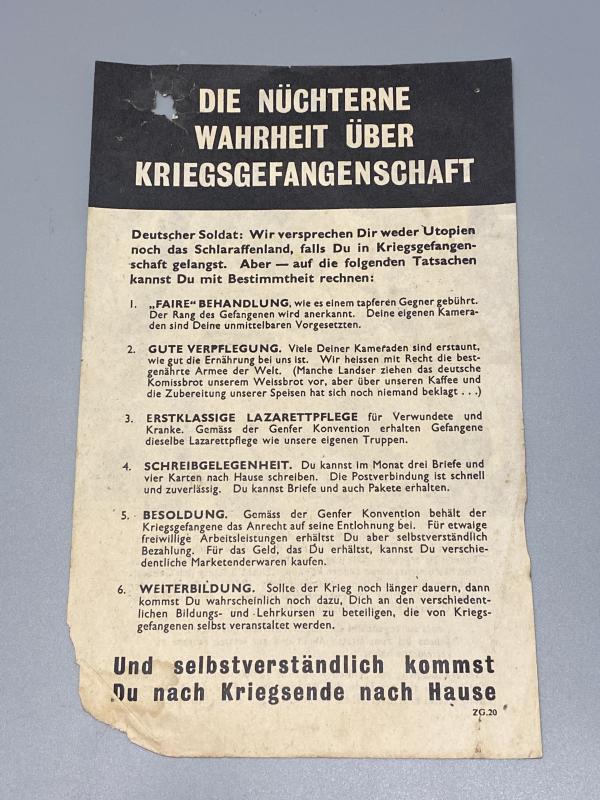 DIE NÜCHTERNE
WAHRHEIT ÜBER
KRIEGSGEFANGENSCHAFT
Deutscher Soldat: Wir versprechen Dir weder Utopien
noch das Schlaraffenland, falls Du in Kriegsgefangen-
schaft gelangst. Aber — auf die folgenden Tatsachen
kannst Du mit Bestimmtheit rechnen:
1. „FAIRE“ BEHANDLUNG, wie es einem tapferen Gegner gebührt.
Der Rang des Gefangenen wird anerkannt. Deine eigenen Kamera-
den sind Deine unmittelbaren Vorgesetzten.
2. GUTE VERPFLEGUNG. Viele Deiner Kameraden sind erstaunt,
wie gut die Ernährung bei uns ist. Wir heissen mit Recht die best-
genährte Armee der Welt. (Manche Landser ziehen das deutsche
Komissbrot unserem Weissbrot vor, aber über unseren Kaffee und
die Zubereitung unserer Speisen hat sich noch niemand beklagt . . .)
3. ERSTKLASSIGE LAZARETTPFLEGE für Verwundete und
Kranke. Gemäss der Genfer Konvention erhalten Gefangene
dieselbe Lazarettpflege wie unsere eigenen Truppen.
4. SCHREIBGELEGENHEIT. Du kannst im Monat drei Briefe und
vier Karten nach Hause schreiben. Die Postverbindung ist schnell
und zuverlässig. Du kannst Briefe und auch Pakete erhalten.
5. BESOLDUNG. Gemäss der Genfer Konvention behält der
Kriegsgefangene das Anrecht auf seine Entlohnung bei. Für etwaige
freiwillige Arbeitsleistungen erhältst Du aber selbstverständlich
Bezahlung. Für das Geld, das Du erhältst, kannst Du verschie-
dentliche Marketenderwaren kaufen.
6. WEITERBILDUNG. Sollte der Krieg noch länger dauern, dann
kommst Du wahrscheinlich noch dazu, Dich an den verschiedent-
lichen Bildungs- und Lehrkursen zu beteiligen, die von Kriegs-
gefangenen selbst veranstaltet werden.
Und selbstverständlich kommst
Du nach Kriegsende nach Hause
ZG.20